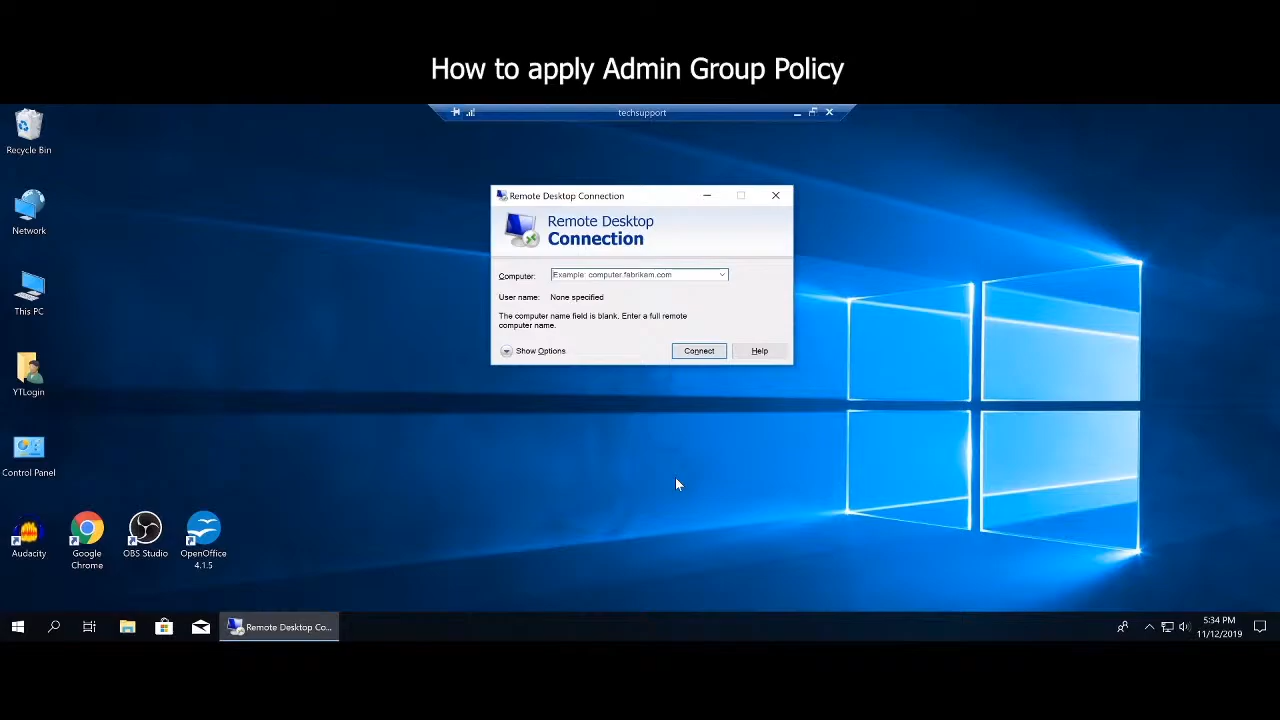 How to apply Admin Group Policy
techsupport
Recycle Bin
Network
This PC
YTLogin
Control Panel
Audacity
Google
Chrome
OBS Studio
OpenOffice
4.1.5
Remote Desktop Connection
Remote Desktop
Connection
Computer:
Example: computer.fabrikam.com
User name:
None specified
The computer name field is blank. Enter a full remote
computer name.
Show Options
Connect
Help
Remote Desktop Co...
5:34 PM
11/12/2019